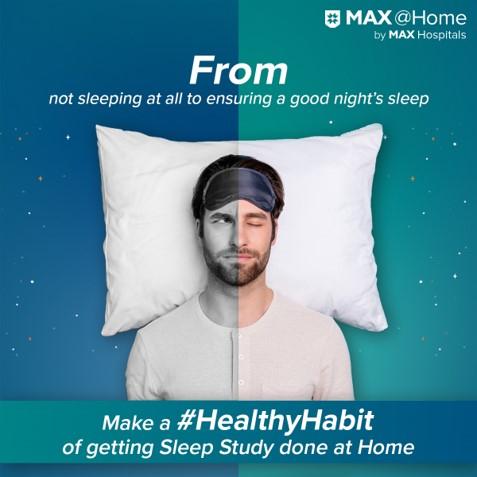 MAX @Home
by MAX Hospitals
From
not sleeping at all to ensuring a good night's sleep
Make a #HealthyHabit
of getting Sleep Study done at Home